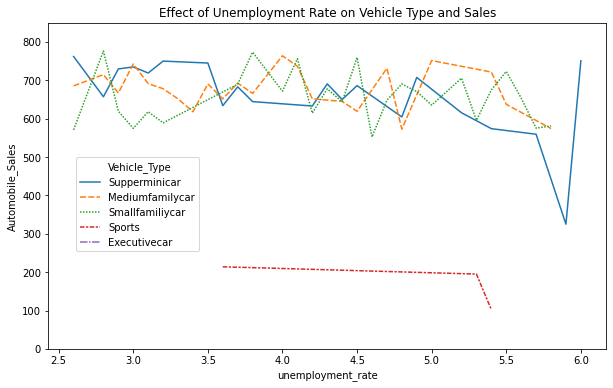 Effect of Unemployment Rate on Vehicle Type and Sales
Automobile_Sales
800
700
600
500
400
300
200
100
0
Vehicle_Type
Supperminicar
Mediumfamilycar
Smallfamiliycar
Sports
Executivecar
2.5 3.0 3.5 4.0 4.5 5.0 5.5 6.0
unemployment_rate